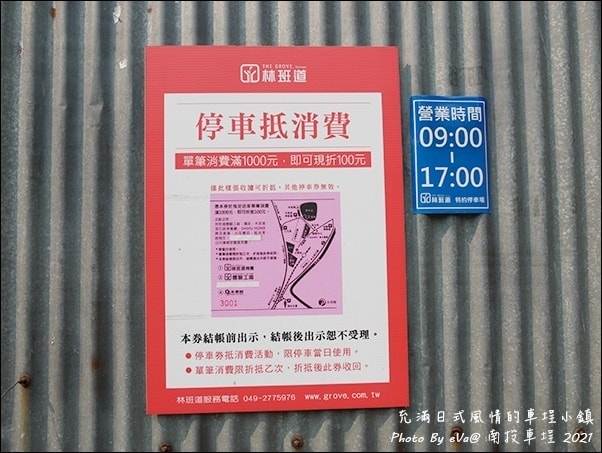 THE GROVE
林班道
停車抵消費
單筆消費滿1000元，即可現折100元
僅此樣張收據可折抵。其他停車券無效。
3001
本券結帳前出示，結帳後出示恕不受理。
● 停車券抵消費活動，限停車當日使用。
● 單筆消費限折抵乙次、折抵後此券收回。
林班道服務電話 049-2775976 www.grove.com.tw
營業時間
09:00
-
17:00
林班道 特約停車場
充滿日式風情的車埕小鎮
Photo By eVa@ 南投車埕 2021